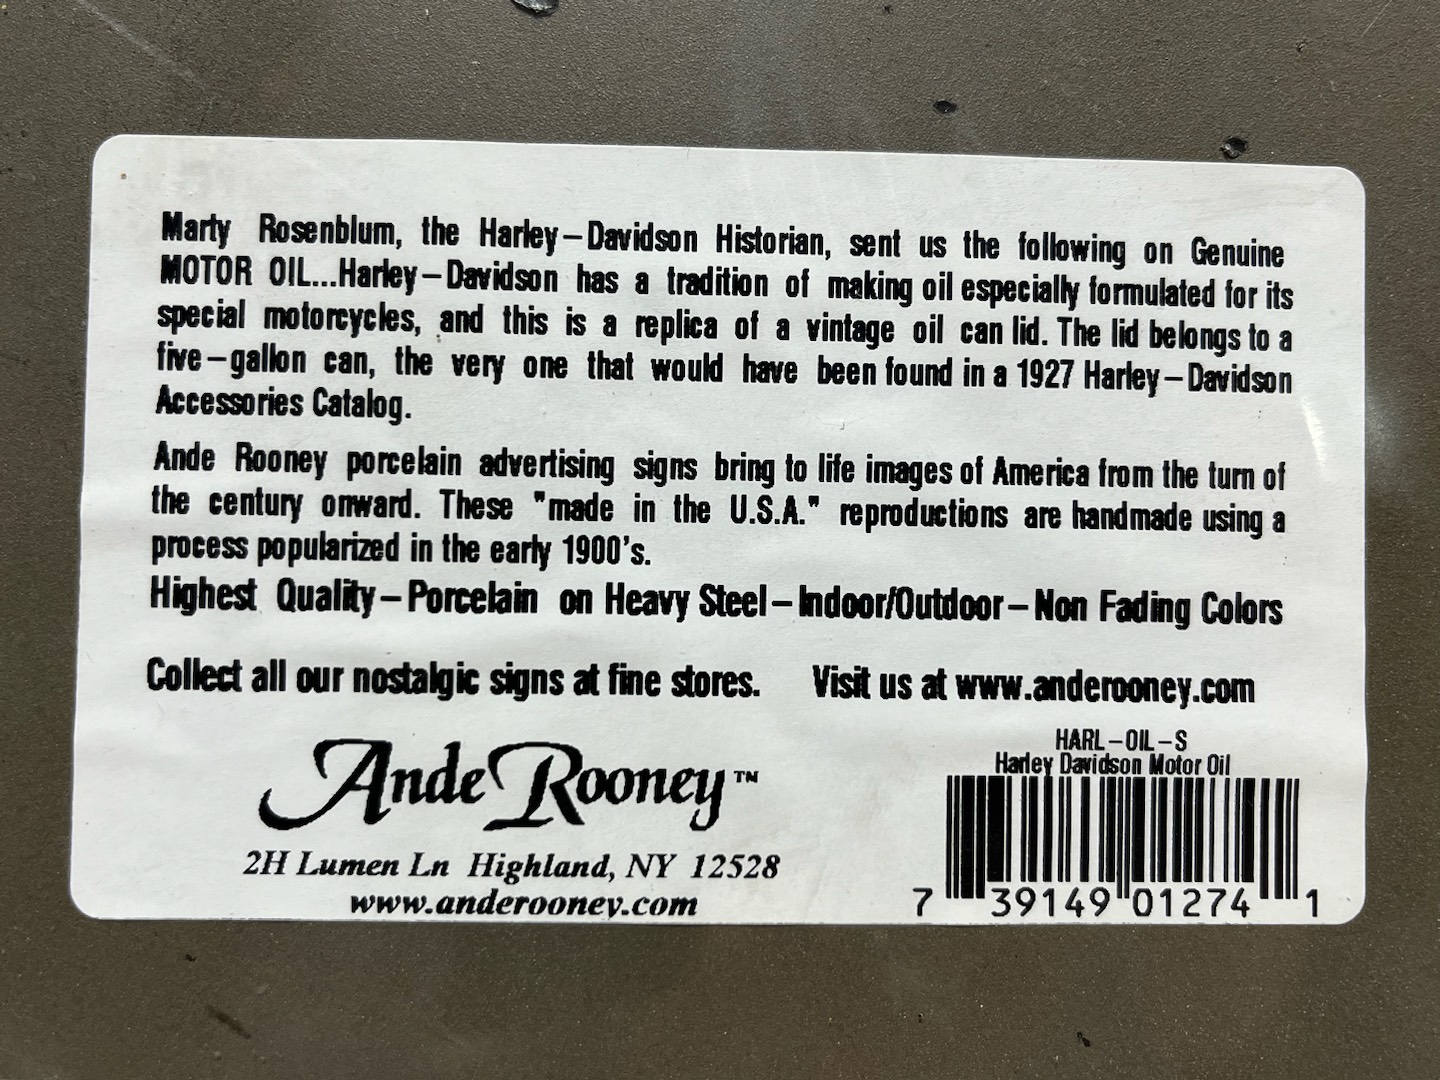 Marty Rosenblum, the Harley-Davidson Historian, sent us the following on Genuine
MOTOR OIL...Harley-Davidson has a tradition of making oil especially formulated for its
special motorcycles, and this is a replica of a vintage oil can lid. The lid belongs to a
five-gallon can, the very one that would have been found in a 1927 Harley-Davidson
Accessories Catalog.
Ande Rooney porcelain advertising signs bring to life images of America from the turn of
the century onward. These "made in the U.S.A." reproductions are handmade using a
process popularized in the early 1900's.
Highest Quality-Porcelain on Heavy Steel-Indoor/Outdoor-Non Fading Colors
Collect all our nostalgic signs at fine stores. Visit us at www.anderooney.com
Ande Rooney™
2H Lumen Ln Highland, NY 12528
www.anderooney.com
HARL-OIL-S
Harley Davidson Motor Oil
7 39149 01274 1